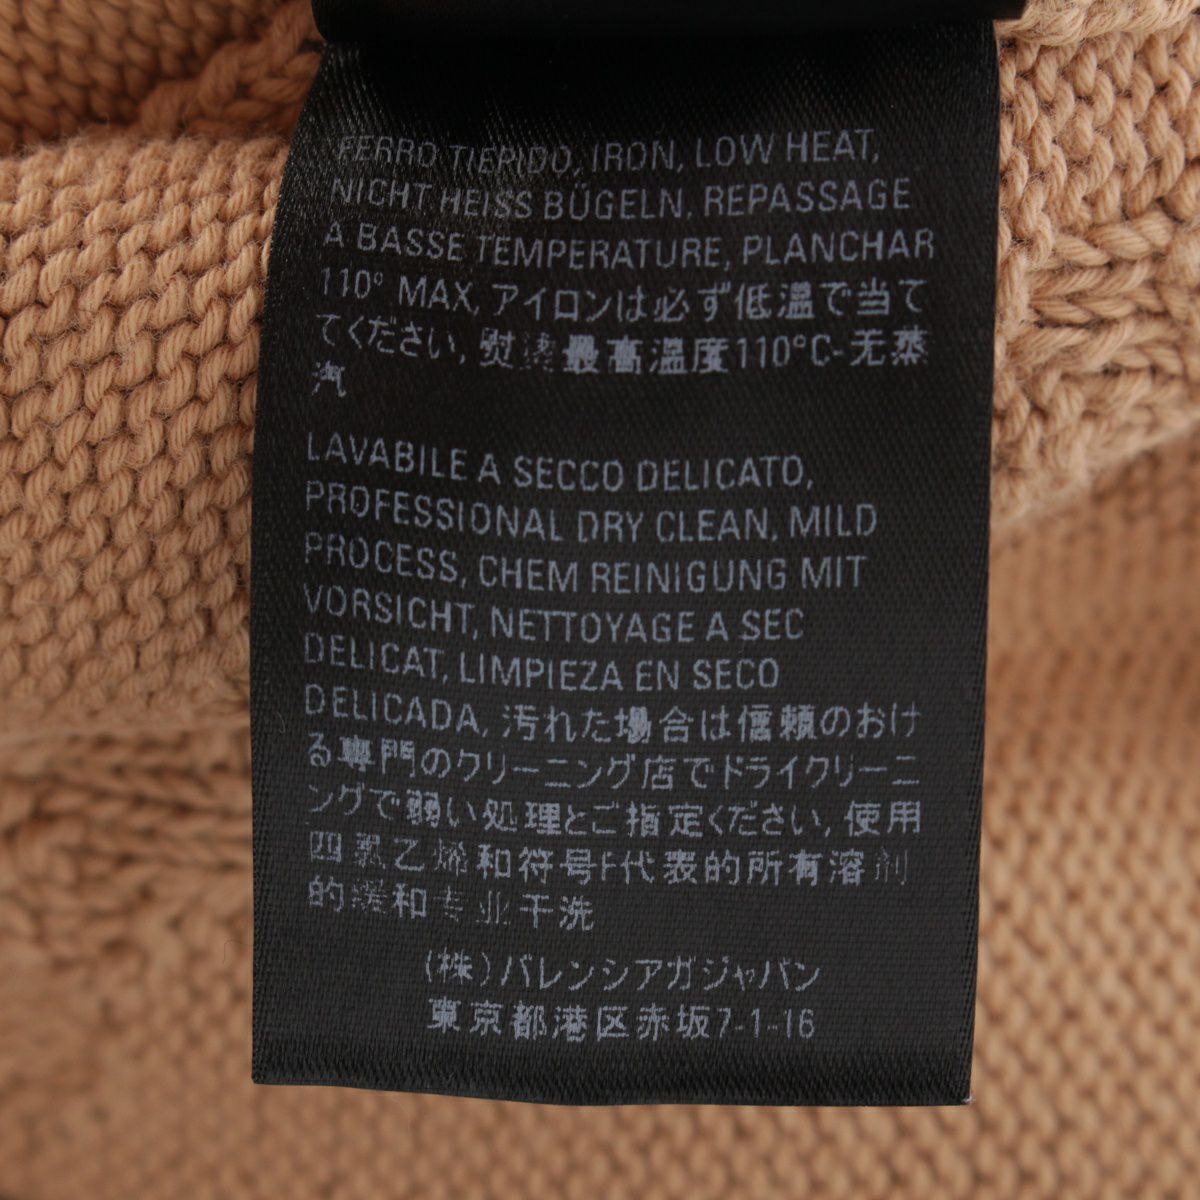 FERRO TIEPIDO, IRON, LOW HEAT,
NICHT HEISS BÜGELN, REPASSAGE
A BASSE TEMPERATURE, PLANCHAR
110° MAX, アイロンは必ず低温で当て
てください, 熨烫最高温度110°C-无蒸
汽
LAVABILE A SECCO DELICATO,
PROFESSIONAL DRY CLEAN, MILD
PROCESS, CHEM REINIGUNG MIT
VORSICHT, NETTOYAGE A SEC
DELICAT, LIMPIEZA EN SECO
DELICADA, 汚れた場合は信頼のおけ
る専門のクリーニング店でドライクリーニ
ングで弱い処理とご指定ください, 使用
四氯乙烯和符号F代表的所有溶剂
的缓和专业干洗
(株)バレンシアガジャパン
東京都港区赤坂7-1-16